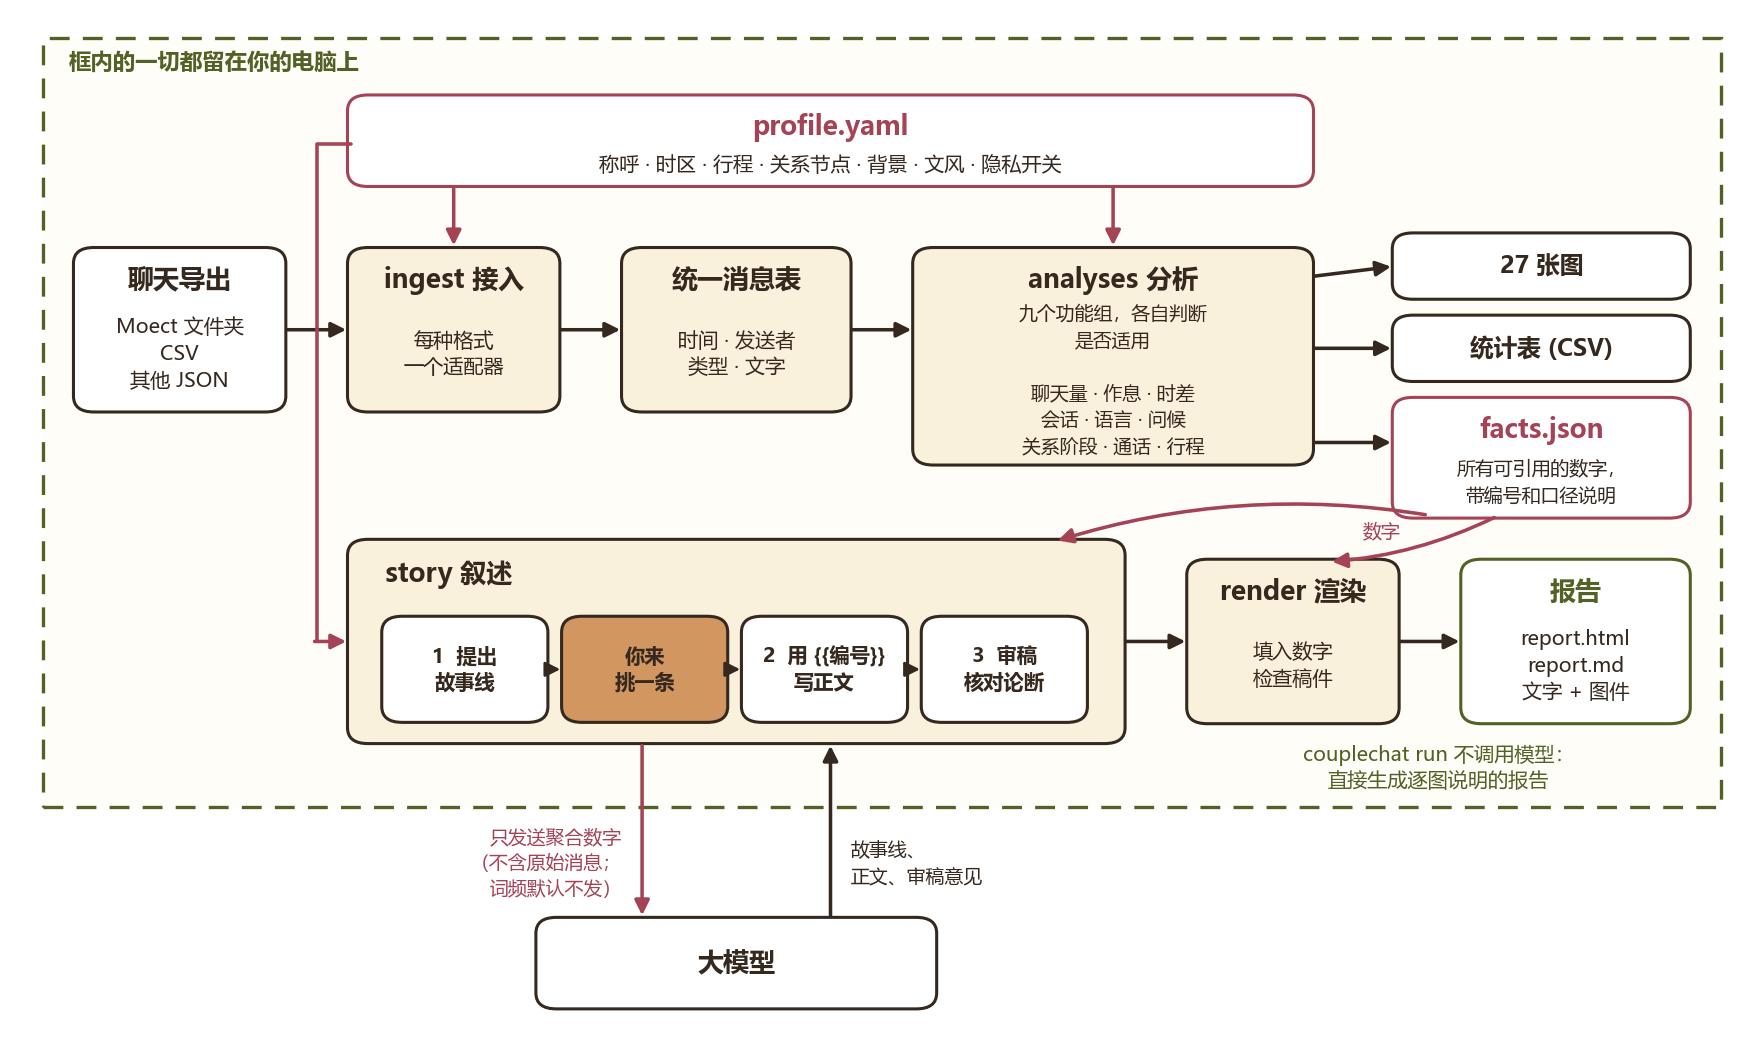 框内的一切都留在你的电脑上
profile.yaml
称呼 · 时区 · 行程 · 关系节点 · 背景 · 文风 · 隐私开关
聊天导出
Moect 文件夹
CSV
其他 JSON
ingest 接入
每种格式
一个适配器
统一消息表
时间 · 发送者
类型 · 文字
analyses 分析
九个功能组，各自判断
是否适用
聊天量 · 作息 · 时差
会话 · 语言 · 问候
关系阶段 · 通话 · 行程
27 张图
统计表 (CSV)
facts.json
所有可引用的数字，
带编号和口径说明
数字
story 叙述
1 提出
故事线
你来
挑一条
2 用 {{编号}}
写正文
3 审稿
核对论断
render 渲染
填入数字
检查稿件
报告
report.html
report.md
文字 + 图件
couplechat run 不调用模型：
直接生成逐图说明的报告
只发送聚合数字
(不含原始消息；
词频默认不发)
故事线、
正文、审稿意见
大模型